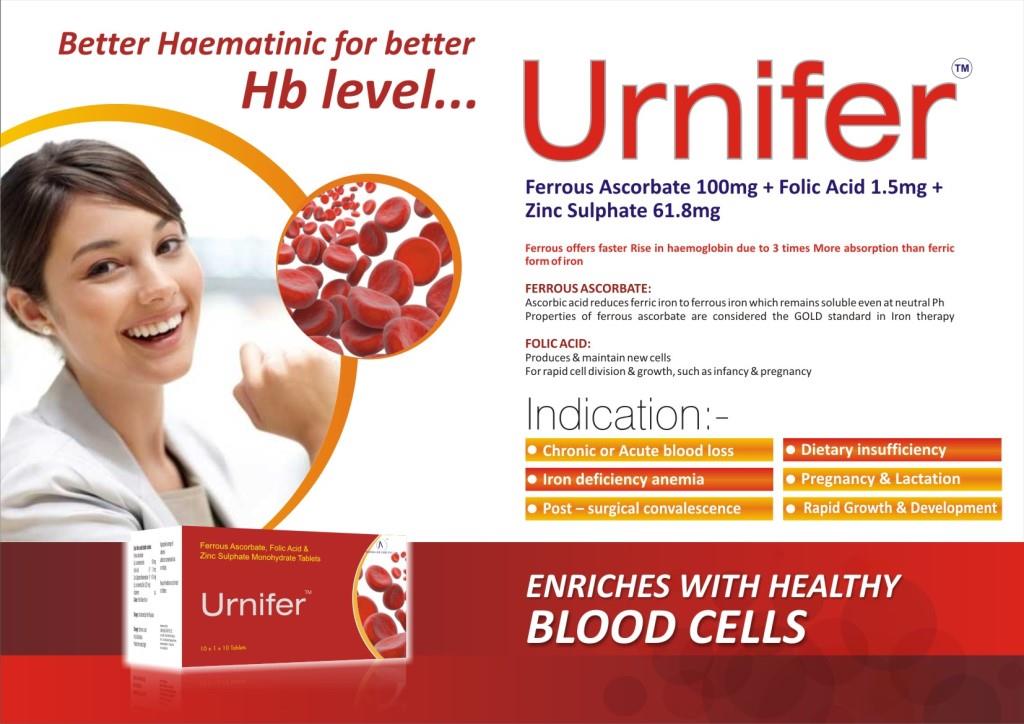 Better Haematinic for better
Hb level...
Urnifer TM
Ferrous Ascorbate 100mg + Folic Acid 1.5mg +
Zinc Sulphate 61.8mg
Ferrous offers faster Rise in haemoglobin due to 3 times More absorption than ferric
form of iron
FERROUS ASCORBATE:
Ascorbic acid reduces ferric iron to ferrous iron which remains soluble even at neutral Ph
Properties of ferrous ascorbate are considered the GOLD standard in Iron therapy
FOLIC ACID:
Produces & maintain new cells
For rapid cell division & growth, such as infancy & pregnancy
Indication:-
Chronic or Acute blood loss
Dietary insufficiency
Iron deficiency anemia
Pregnancy & Lactation
Post – surgical convalescence
Rapid Growth & Development
Ferrous Ascorbate, Folic Acid &
Zinc Sulphate Monohydrate Tablets
Urnifer TM
10 x 1 x 10 Tablets
ENRICHES WITH HEALTHY
BLOOD CELLS